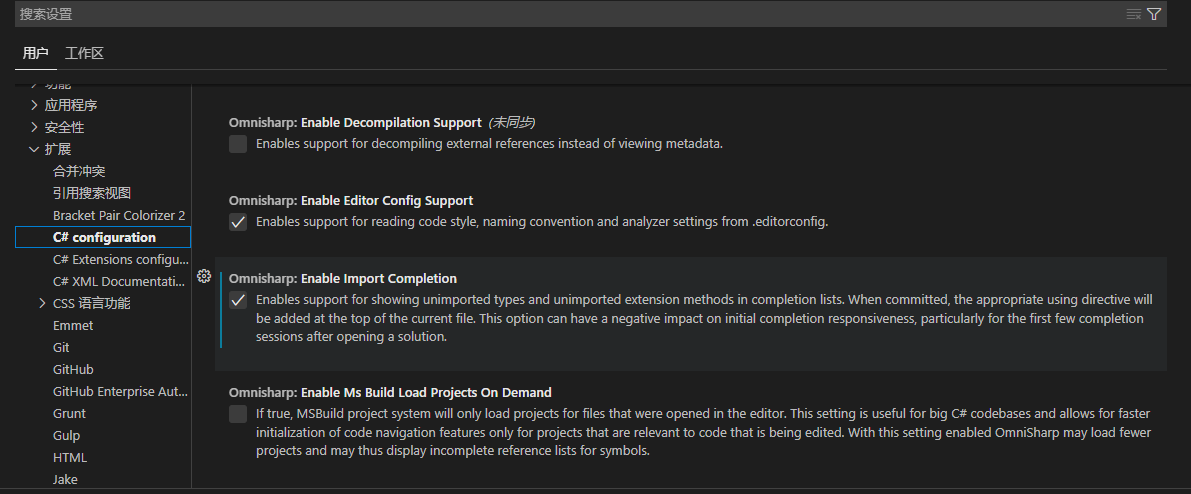 搜索设置
用户
工作区
功能
应用程序
安全性
扩展
合并冲突
引用搜索视图
Bracket Pair Colorizer 2
C# configuration
C# Extensions configu...
C# XML Documentati...
CSS 语言功能
Emmet
Git
GitHub
GitHub Enterprise Aut...
Grunt
Gulp
HTML
Jake
Omnisharp: Enable Decompilation Support (未同步)
Enables support for decompiling external references instead of viewing metadata.
Omnisharp: Enable Editor Config Support
Enables support for reading code style, naming convention and analyzer settings from .editorconfig.
Omnisharp: Enable Import Completion
Enables support for showing unimported types and unimported extension methods in completion lists. When committed, the appropriate using directive will
be added at the top of the current file. This option can have a negative impact on initial completion responsiveness, particularly for the first few completion
sessions after opening a solution.
Omnisharp: Enable Ms Build Load Projects On Demand
If true, MSBuild project system will only load projects for files that were opened in the editor. This setting is useful for big C# codebases and allows for faster
initialization of code navigation features only for projects that are relevant to code that is being edited. With this setting enabled OmniSharp may load fewer
projects and may thus display incomplete reference lists for symbols.